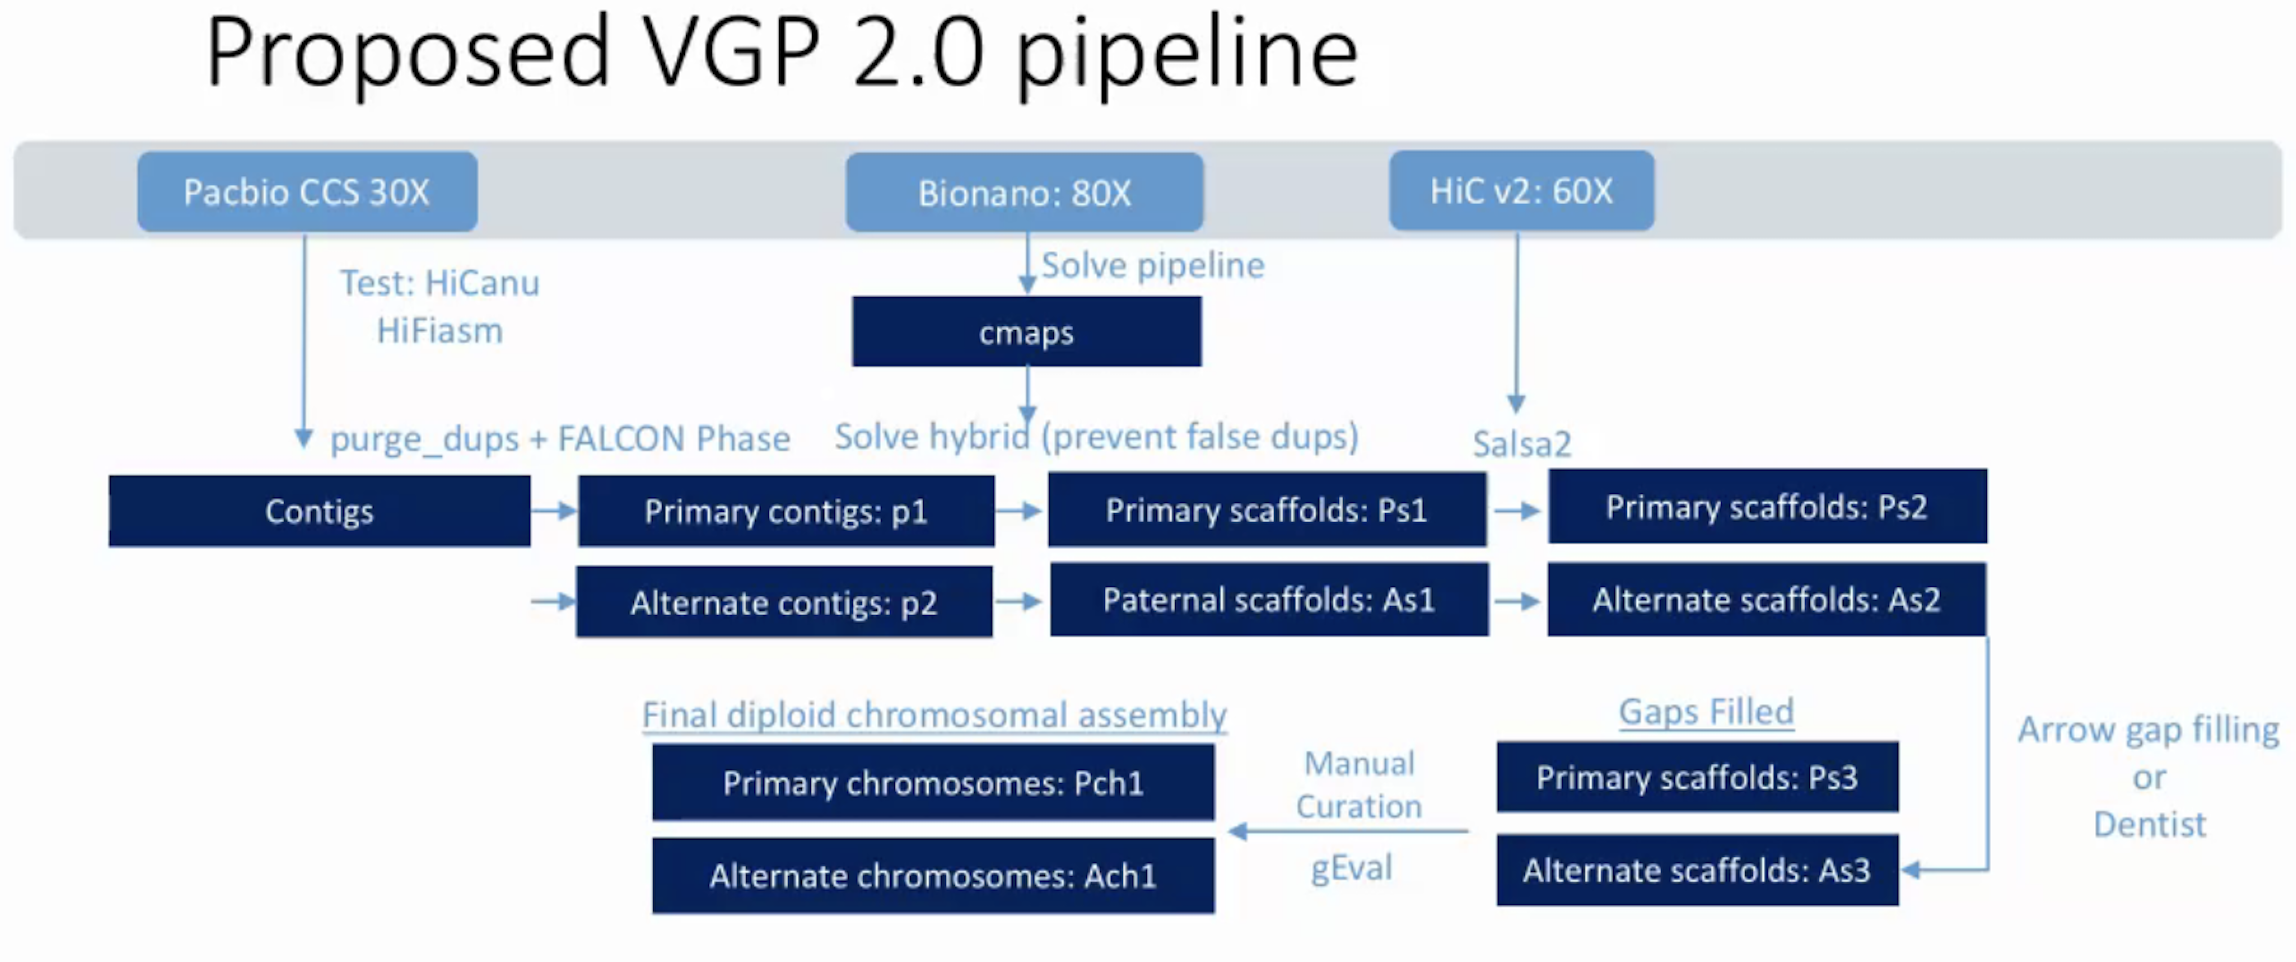 Proposed VGP 2.0 pipeline
Pacbio CCS 30X
Bionano: 80X
HiC v2: 60X
Test: HiCanu
HiFiasm
Solve pipeline
cmaps
purge_dups + FALCON Phase
Solve hybrid (prevent false dups)
Salsa2
Contigs
Primary contigs: p1
Primary scaffolds: Ps1
Primary scaffolds: Ps2
Alternate contigs: p2
Paternal scaffolds: As1
Alternate scaffolds: As2
Final diploid chromosomal assembly
Primary chromosomes: Pch1
Alternate chromosomes: Ach1
Manual
Curation
gEval
Gaps Filled
Primary scaffolds: Ps3
Alternate scaffolds: As3
Arrow gap filling
or
Dentist